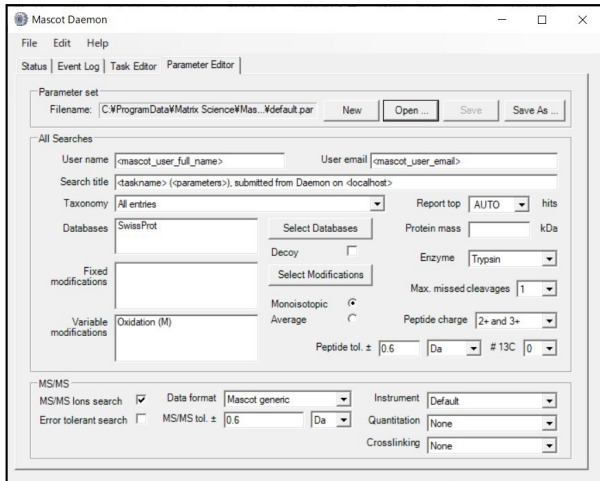 Mascot Daemon
File Edit Help
Status Event Log Task Editor Parameter Editor
Parameter set
Filename: C:¥ProgramData¥Matrix Science¥Mas...¥default.par New Open ... Save Save As ...
All Searches
User name <mascot_user_full_name> User email <mascot_user_email>
Search title <taskname> (<parameters>), submitted from Daemon on <localhost>
Taxonomy All entries Report top AUTO hits
Databases SwissProt Select Databases Protein mass kDa
Decoy
Enzyme Trypsin
Fixed modifications Select Modifications
Max. missed cleavages 1
Monoisotopic
Variable modifications Oxidation (M) Average Peptide charge 2+ and 3+
Peptide tol. ± 0.6 Da # 13C 0
MS/MS
MS/MS Ions search Data format Mascot generic Instrument Default
Error tolerant search MS/MS tol. ± 0.6 Da Quantitation None
Crosslinking None